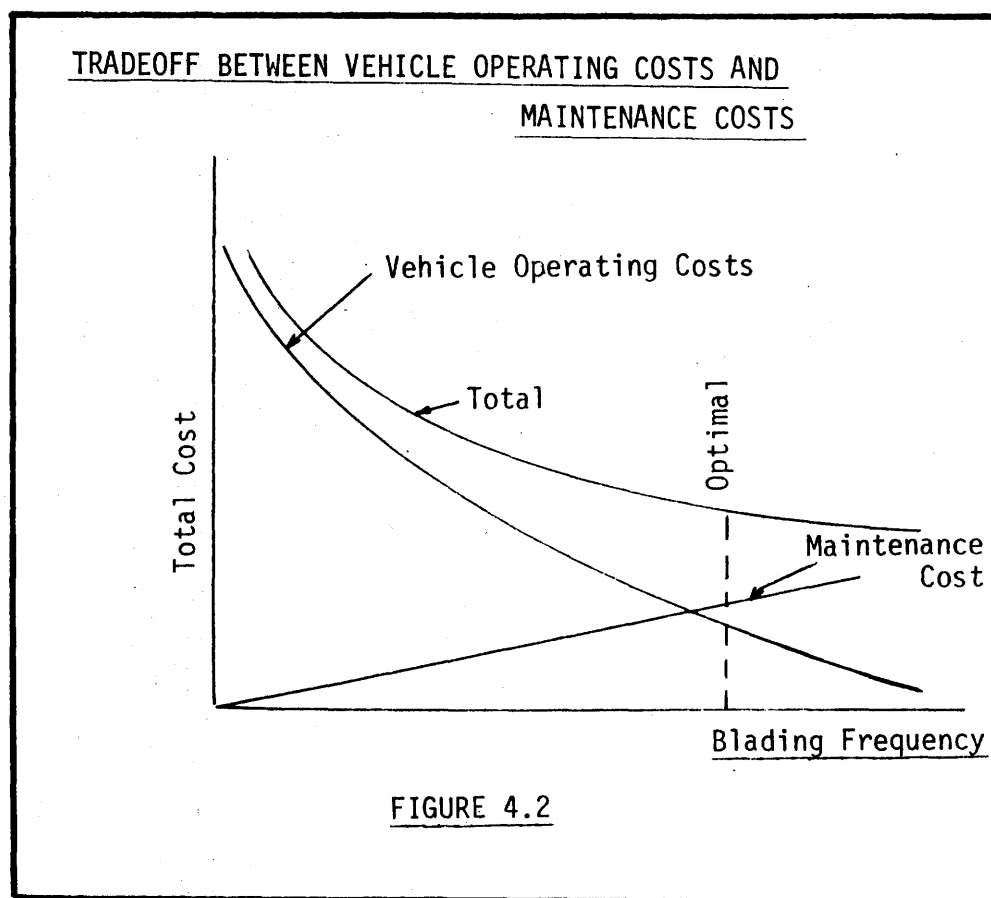 TRADEOFF BETWEEN VEHICLE OPERATING COSTS AND
MAINTENANCE COSTS
Vehicle Operating Costs
Total
Optimal
Total Cost
Maintenance
Cost
Blading Frequency
FIGURE 4.2